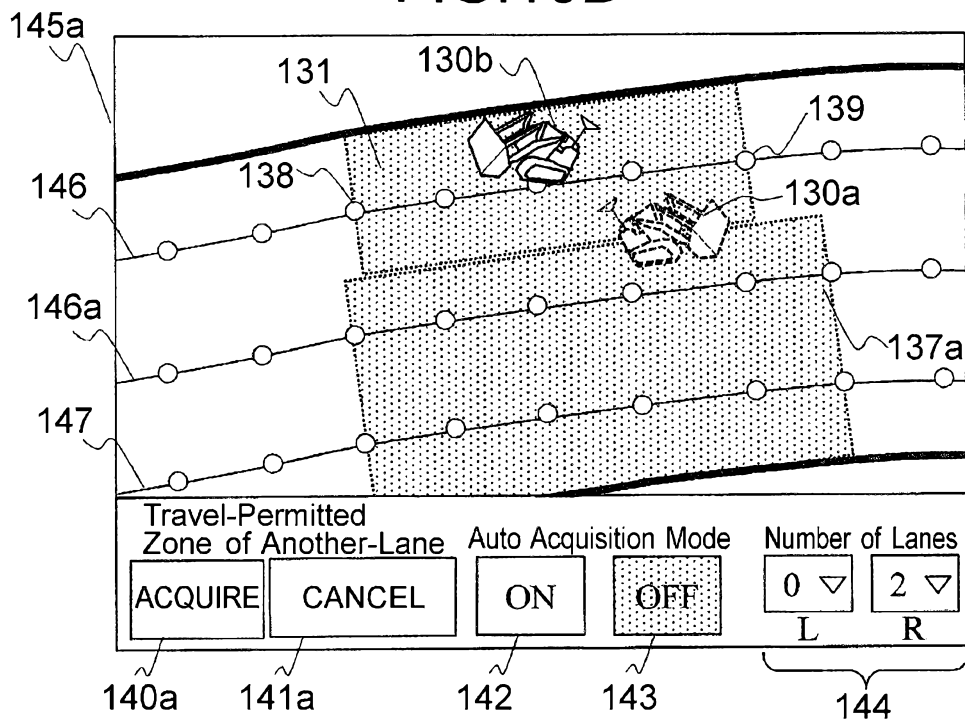 145a
131
130b
139
138
130a
146
146a
137a
147
Travel-Permitted
Zone of Another-Lane
Auto Acquisition Mode
Number of Lanes
ACQUIRE
CANCEL
ON
OFF
0 ▽
2 ▽
L
R
140a
141a
142
143
144